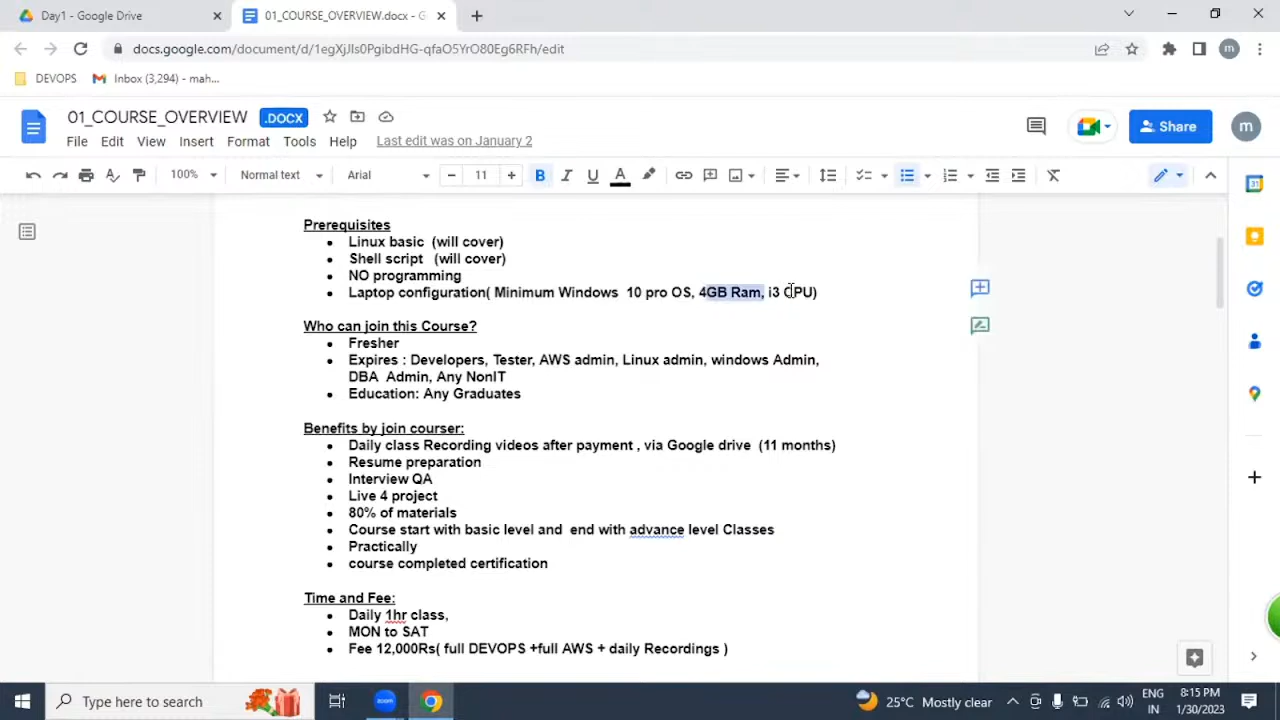 Day1 - Google Drive
01_COURSE_OVERVIEW.docx - G
docs.google.com/document/d/1egXjJIs0PgibdHG-qfaO5YrO80Eg6RFh/edit
DEVOPS
Inbox (3,294) - mah...
m
01_COURSE_OVERVIEW
.DOCX
Share
m
File Edit View Insert Format Tools Help
Last edit was on January 2
100%
Normal text
Arial
11
B I U A
Prerequisites
Linux basic (will cover)
Shell script (will cover)
NO programming
Laptop configuration( Minimum Windows 10 pro OS, 4GB Ram, i3 CPU)
Who can join this Course?
Fresher
Expires : Developers, Tester, AWS admin, Linux admin, windows Admin,
DBA Admin, Any NonIT
Education: Any Graduates
Benefits by join courser:
Daily class Recording videos after payment , via Google drive (11 months)
Resume preparation
Interview QA
Live 4 project
80% of materials
Course start with basic level and end with advance level Classes
Practically
course completed certification
Time and Fee:
Daily 1hr class,
MON to SAT
Fee 12,000Rs( full DEVOPS +full AWS + daily Recordings )
Type here to search
zoom
25°C Mostly clear
ENG
IN
8:15 PM
1/30/2023